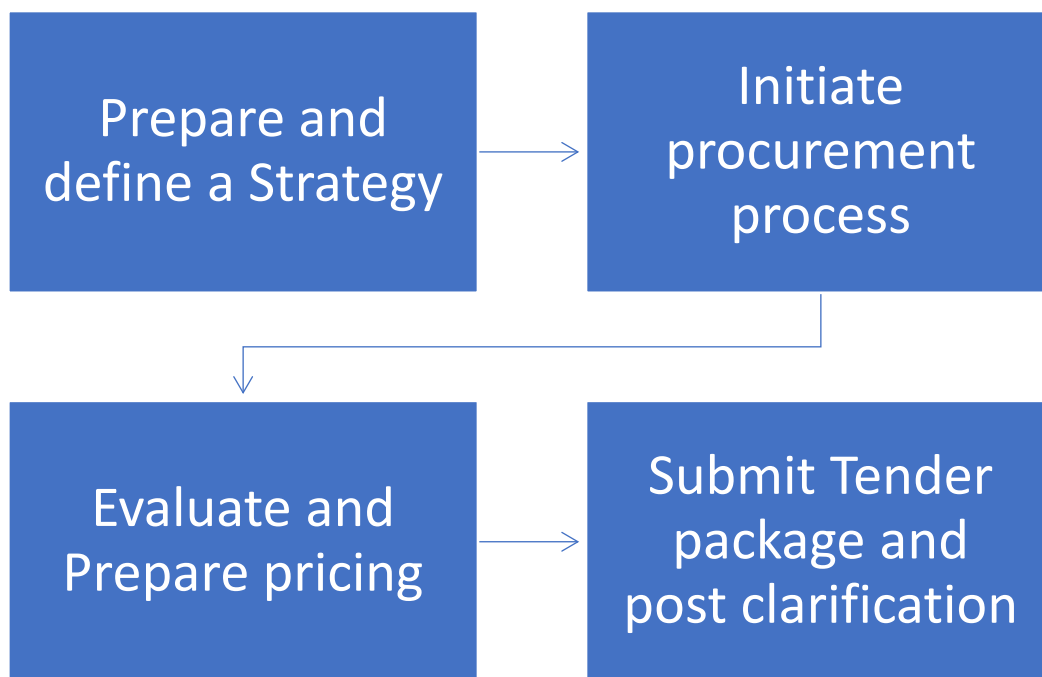 Prepare and
define a Strategy
Initiate
procurement
process
Evaluate and
Prepare pricing
Submit Tender
package and
post clarification